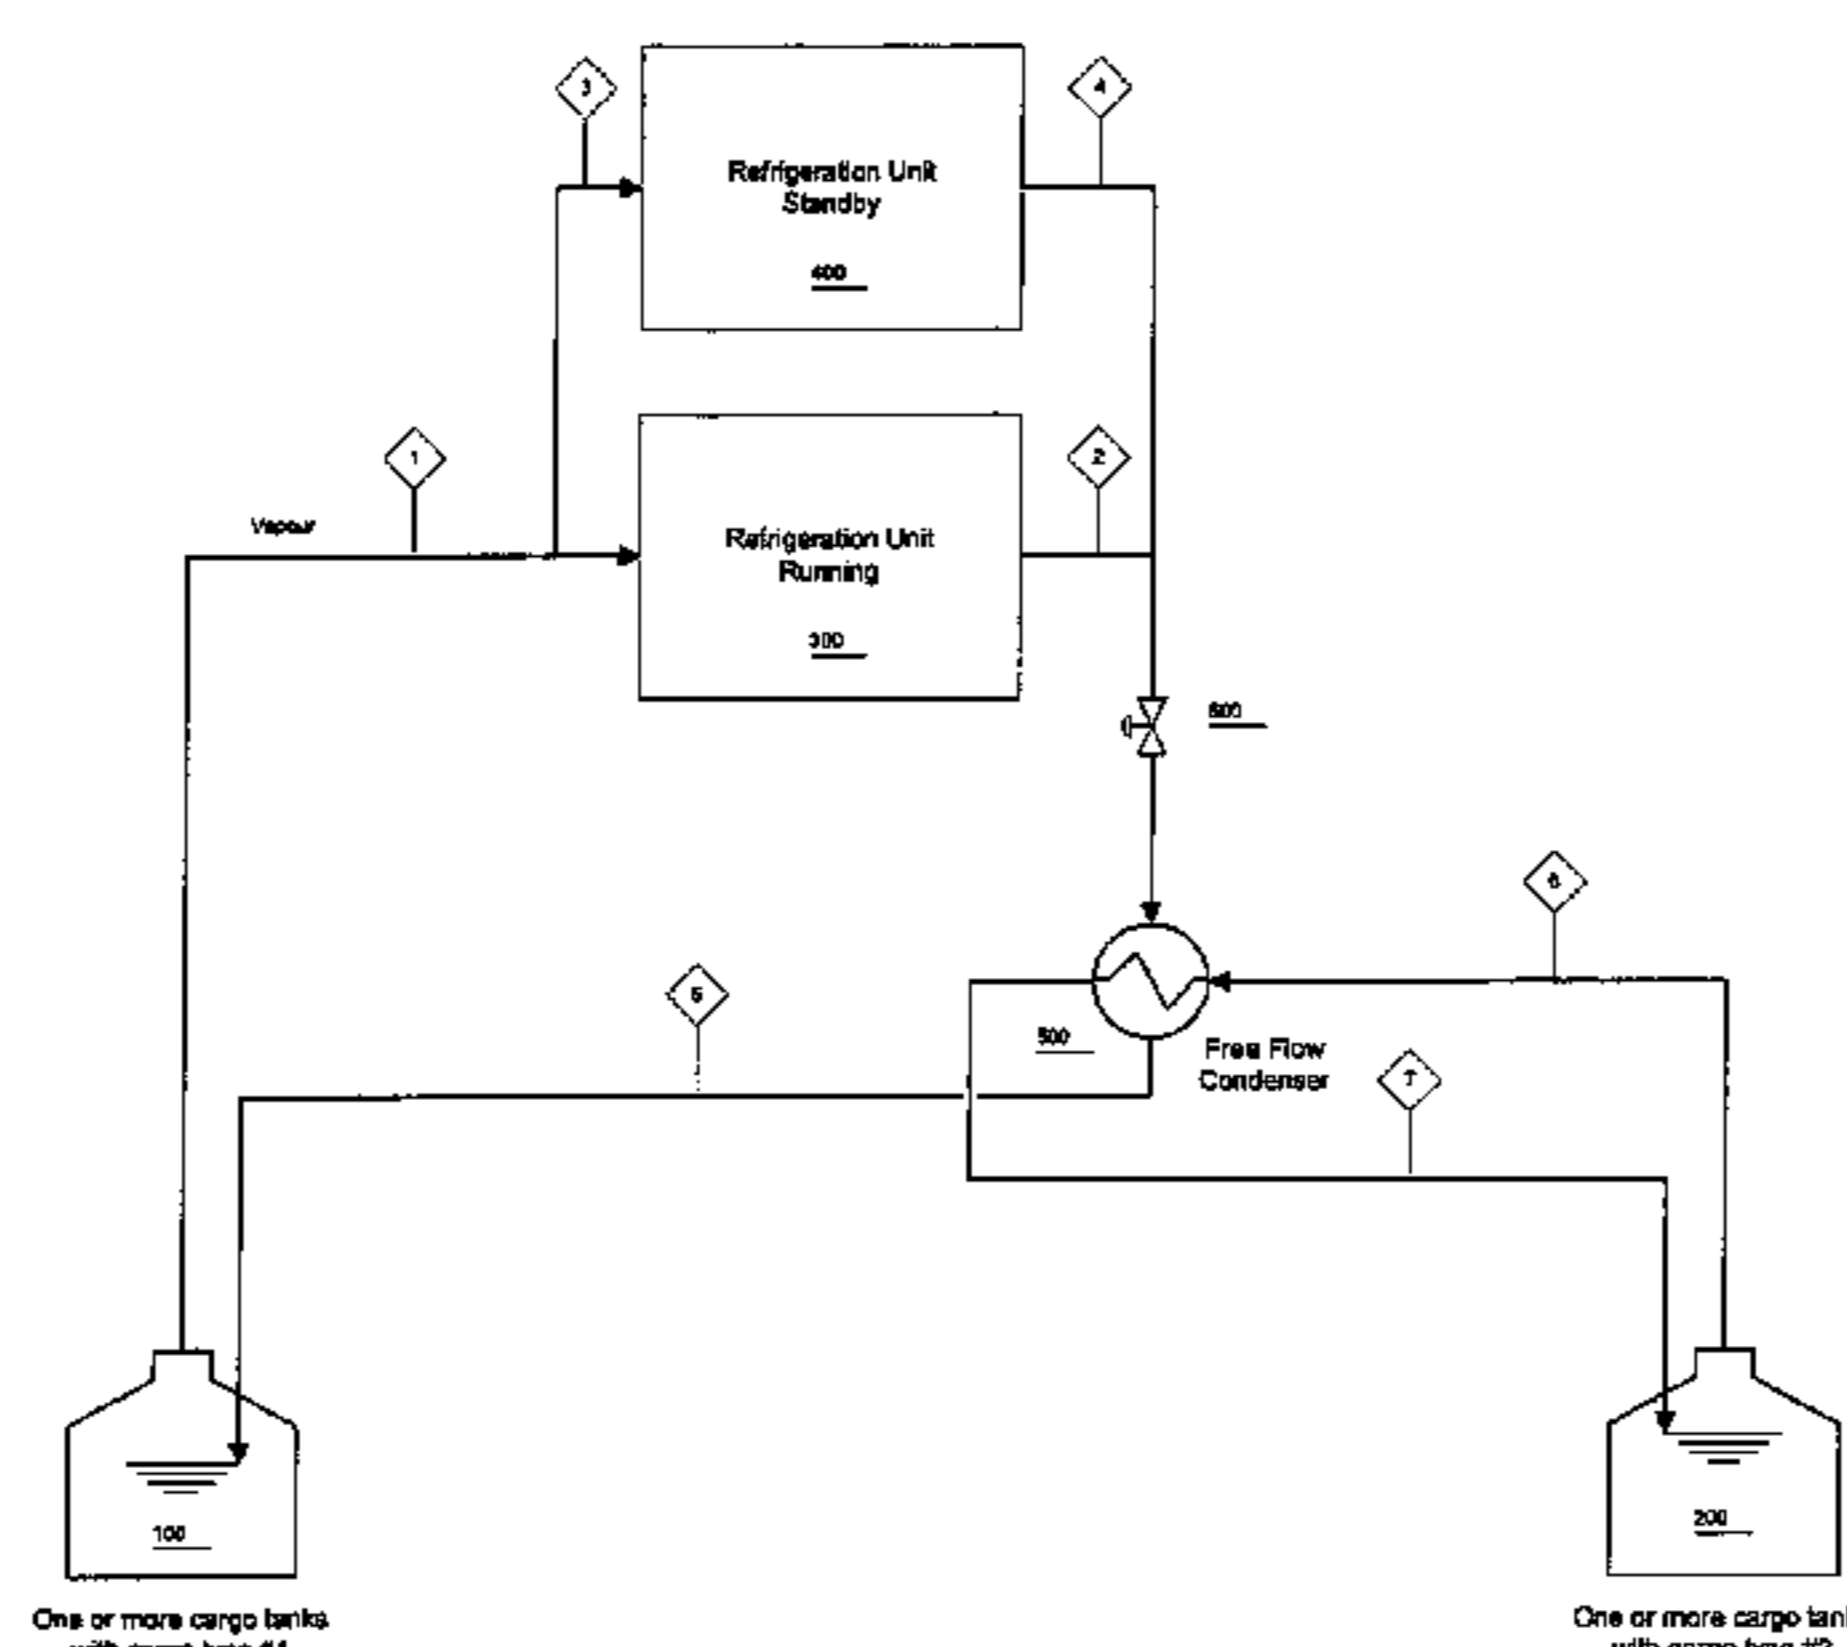 3
4
Refrigeration Unit
Standby
400
1
2
Vapour
Refrigeration Unit
Running
300
600
6
5
500
Free Flow
Condenser
7
100
200
One or more cargo tanks
One or more cargo